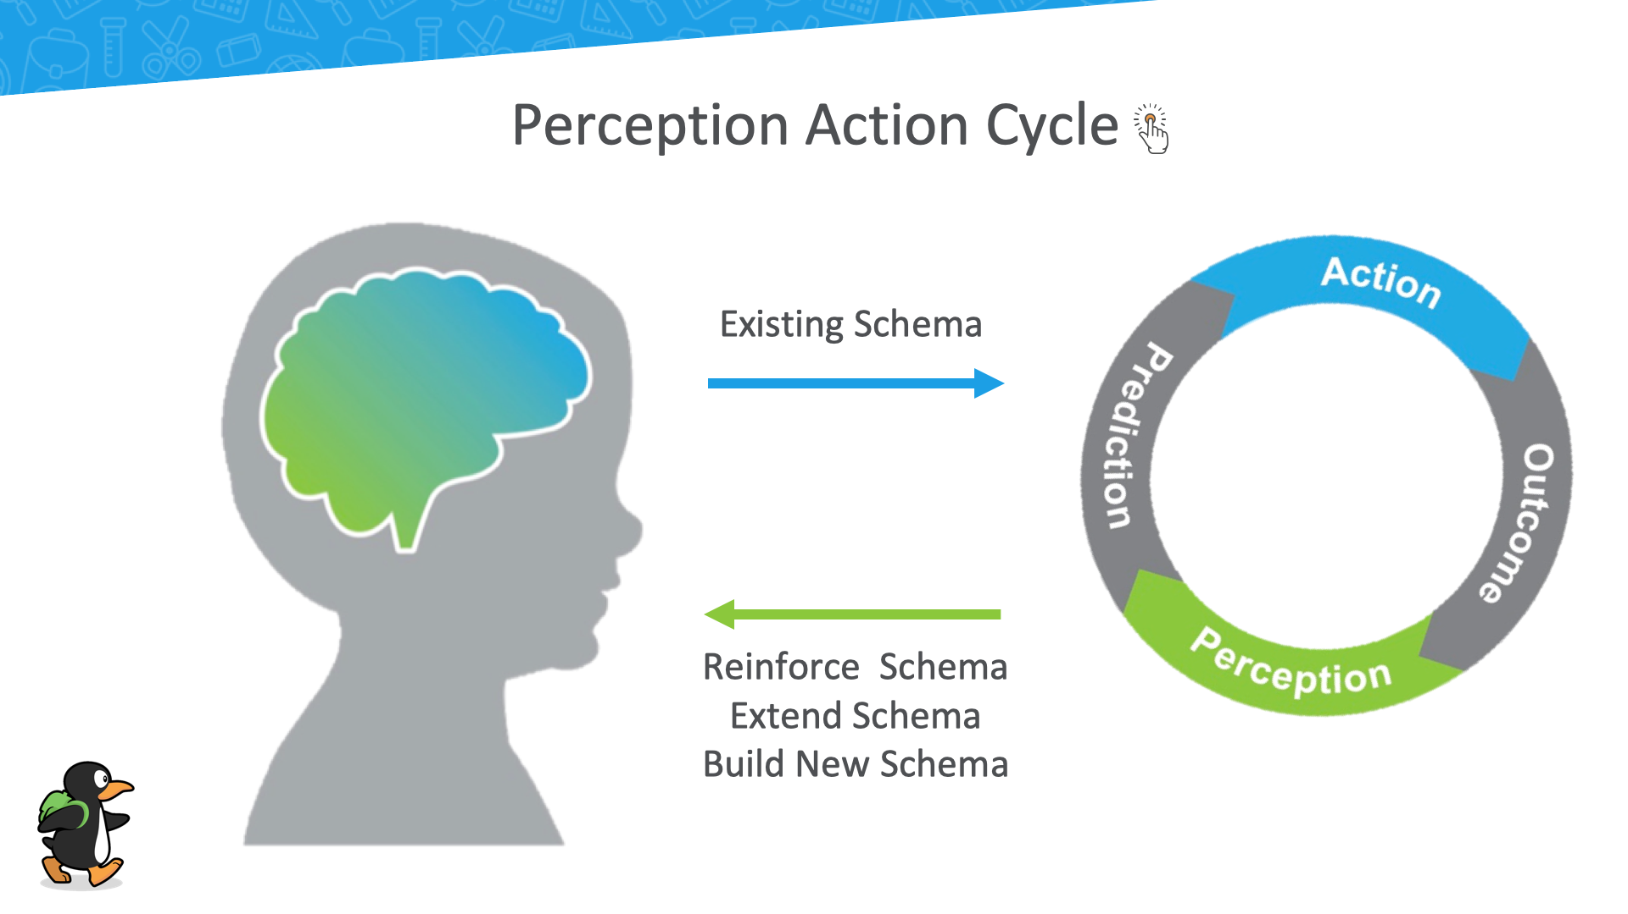 Perception Action Cycle
Existing Schema
Reinforce  Schema
Extend Schema
Build New Schema
Action
Outcome
Perception
Prediction